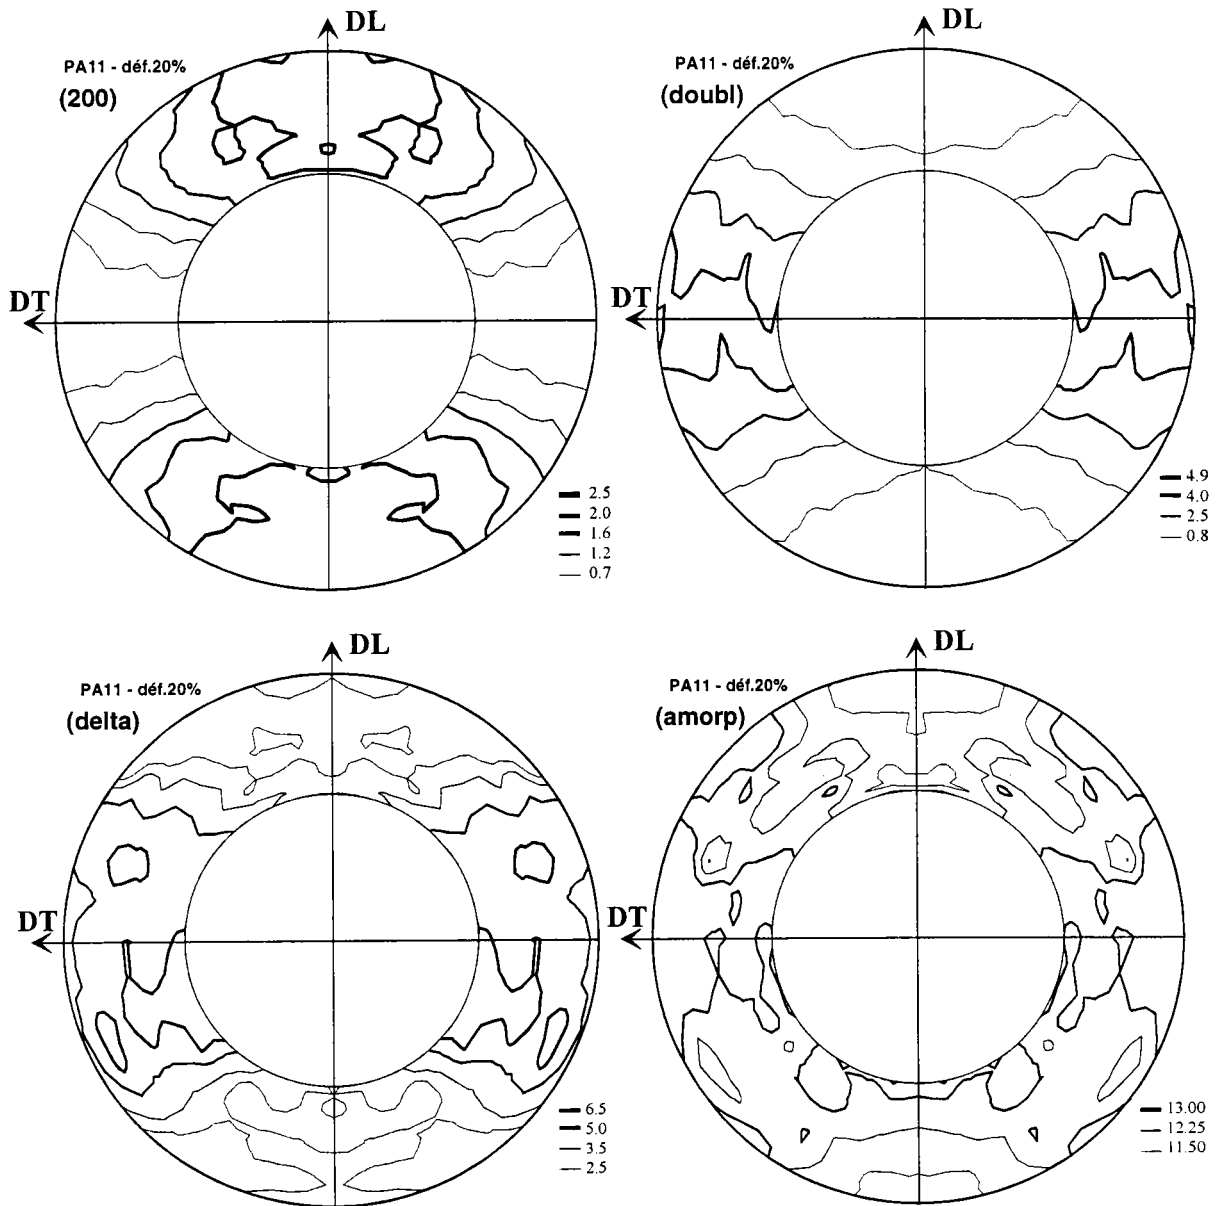 DL
PA11 - déf.20%
(200)
DT
2.5
2.0
1.6
1.2
0.7
DL
PA11 - déf.20%
(doubl)
DT
4.9
4.0
2.5
0.8
DL
PA11 - déf.20%
(delta)
DT
6.5
5.0
3.5
2.5
DL
PA11 - déf.20%
(amorp)
DT
13.00
12.25
11.50